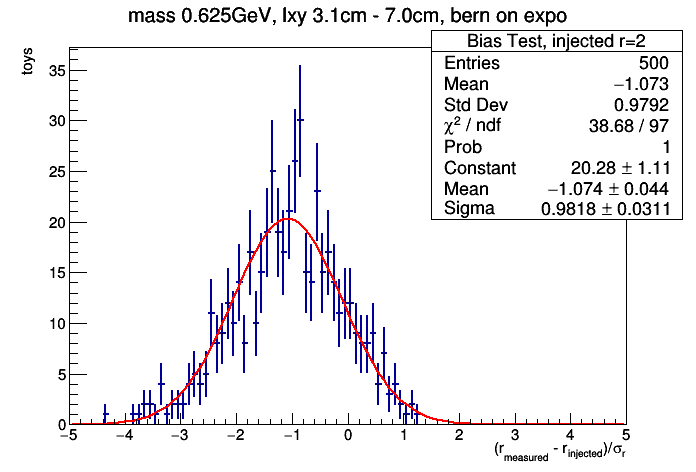 mass 0.625GeV, lxy 3.1cm - 7.0cm, bern on expo
Bias Test, injected r=2
Entries 500
Mean −1.073
Std Dev 0.9792
χ² / ndf 38.68 / 97
Prob 1
Constant 20.28 ± 1.11
Mean −1.074 ± 0.044
Sigma 0.9818 ± 0.0311
toys
35
30
25
20
15
10
5
0
−5 −4 −3 −2 −1 0 1 2 3 4 5
(r_measured - r_injected)/σ_r